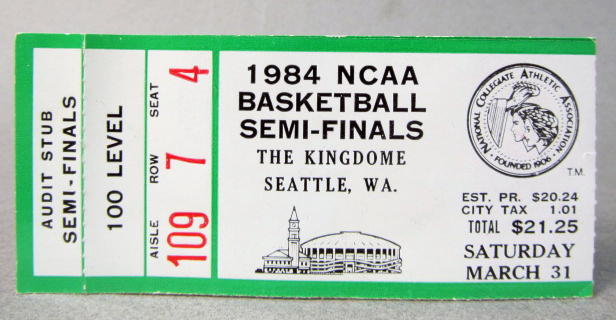 AUDIT STUB
SEMI-FINALS
100 LEVEL
AISLE 109 ROW 7 SEAT 4
1984 NCAA
BASKETBALL
SEMI-FINALS
THE KINGDOME
SEATTLE, WA.
NATIONAL COLLEGIATE ATHLETIC ASSOCIATION
FOUNDED 1906
T.M.
EST. PR. $20.24
CITY TAX 1.01
TOTAL $21.25
SATURDAY
MARCH 31